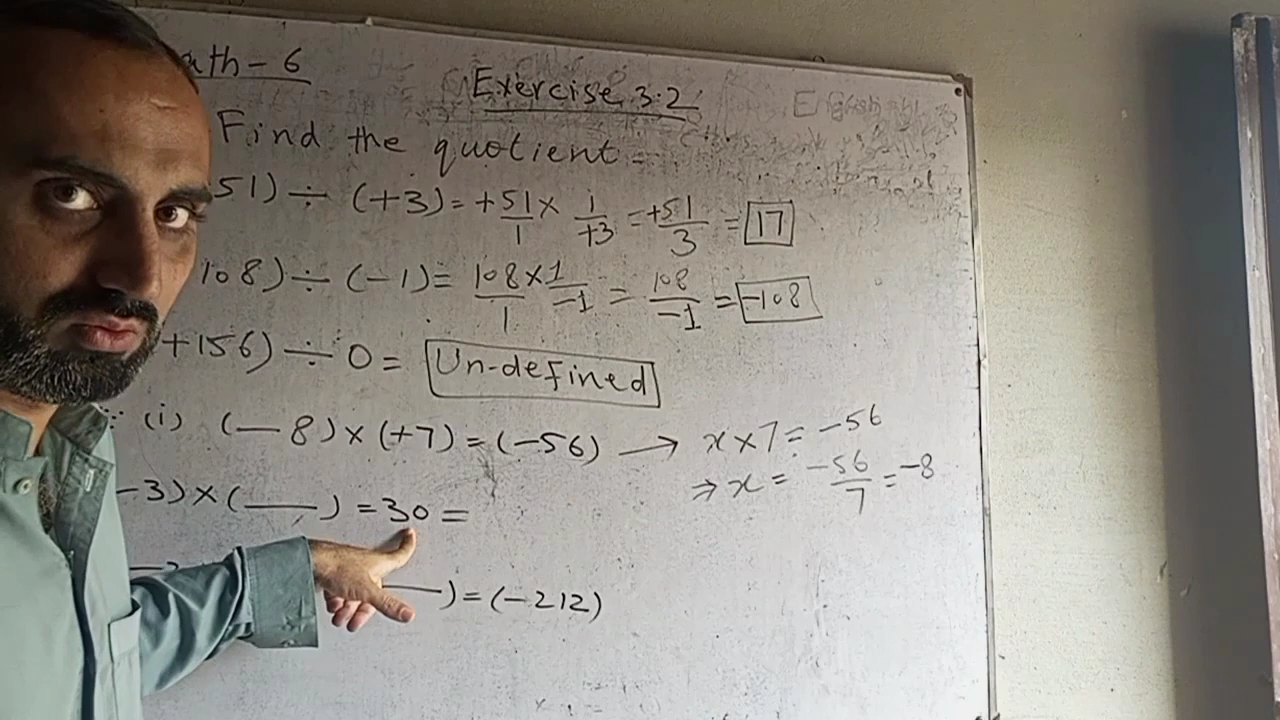 ath - 6
Exercise 3.2
Find the quotient.
51) ÷ (+3) = +51/1 × 1/+3 = +51/3 = 17
108) ÷ (-1) = 108/1 × 1/-1 = 108/-1 = -108
+156) ÷ 0 = Un-defined
(i) (-8) × (+7) = (-56) → x × 7 = -56
⇒ x = -56/7 = -8
-3) × (___) = 30 =
___) = (-212)